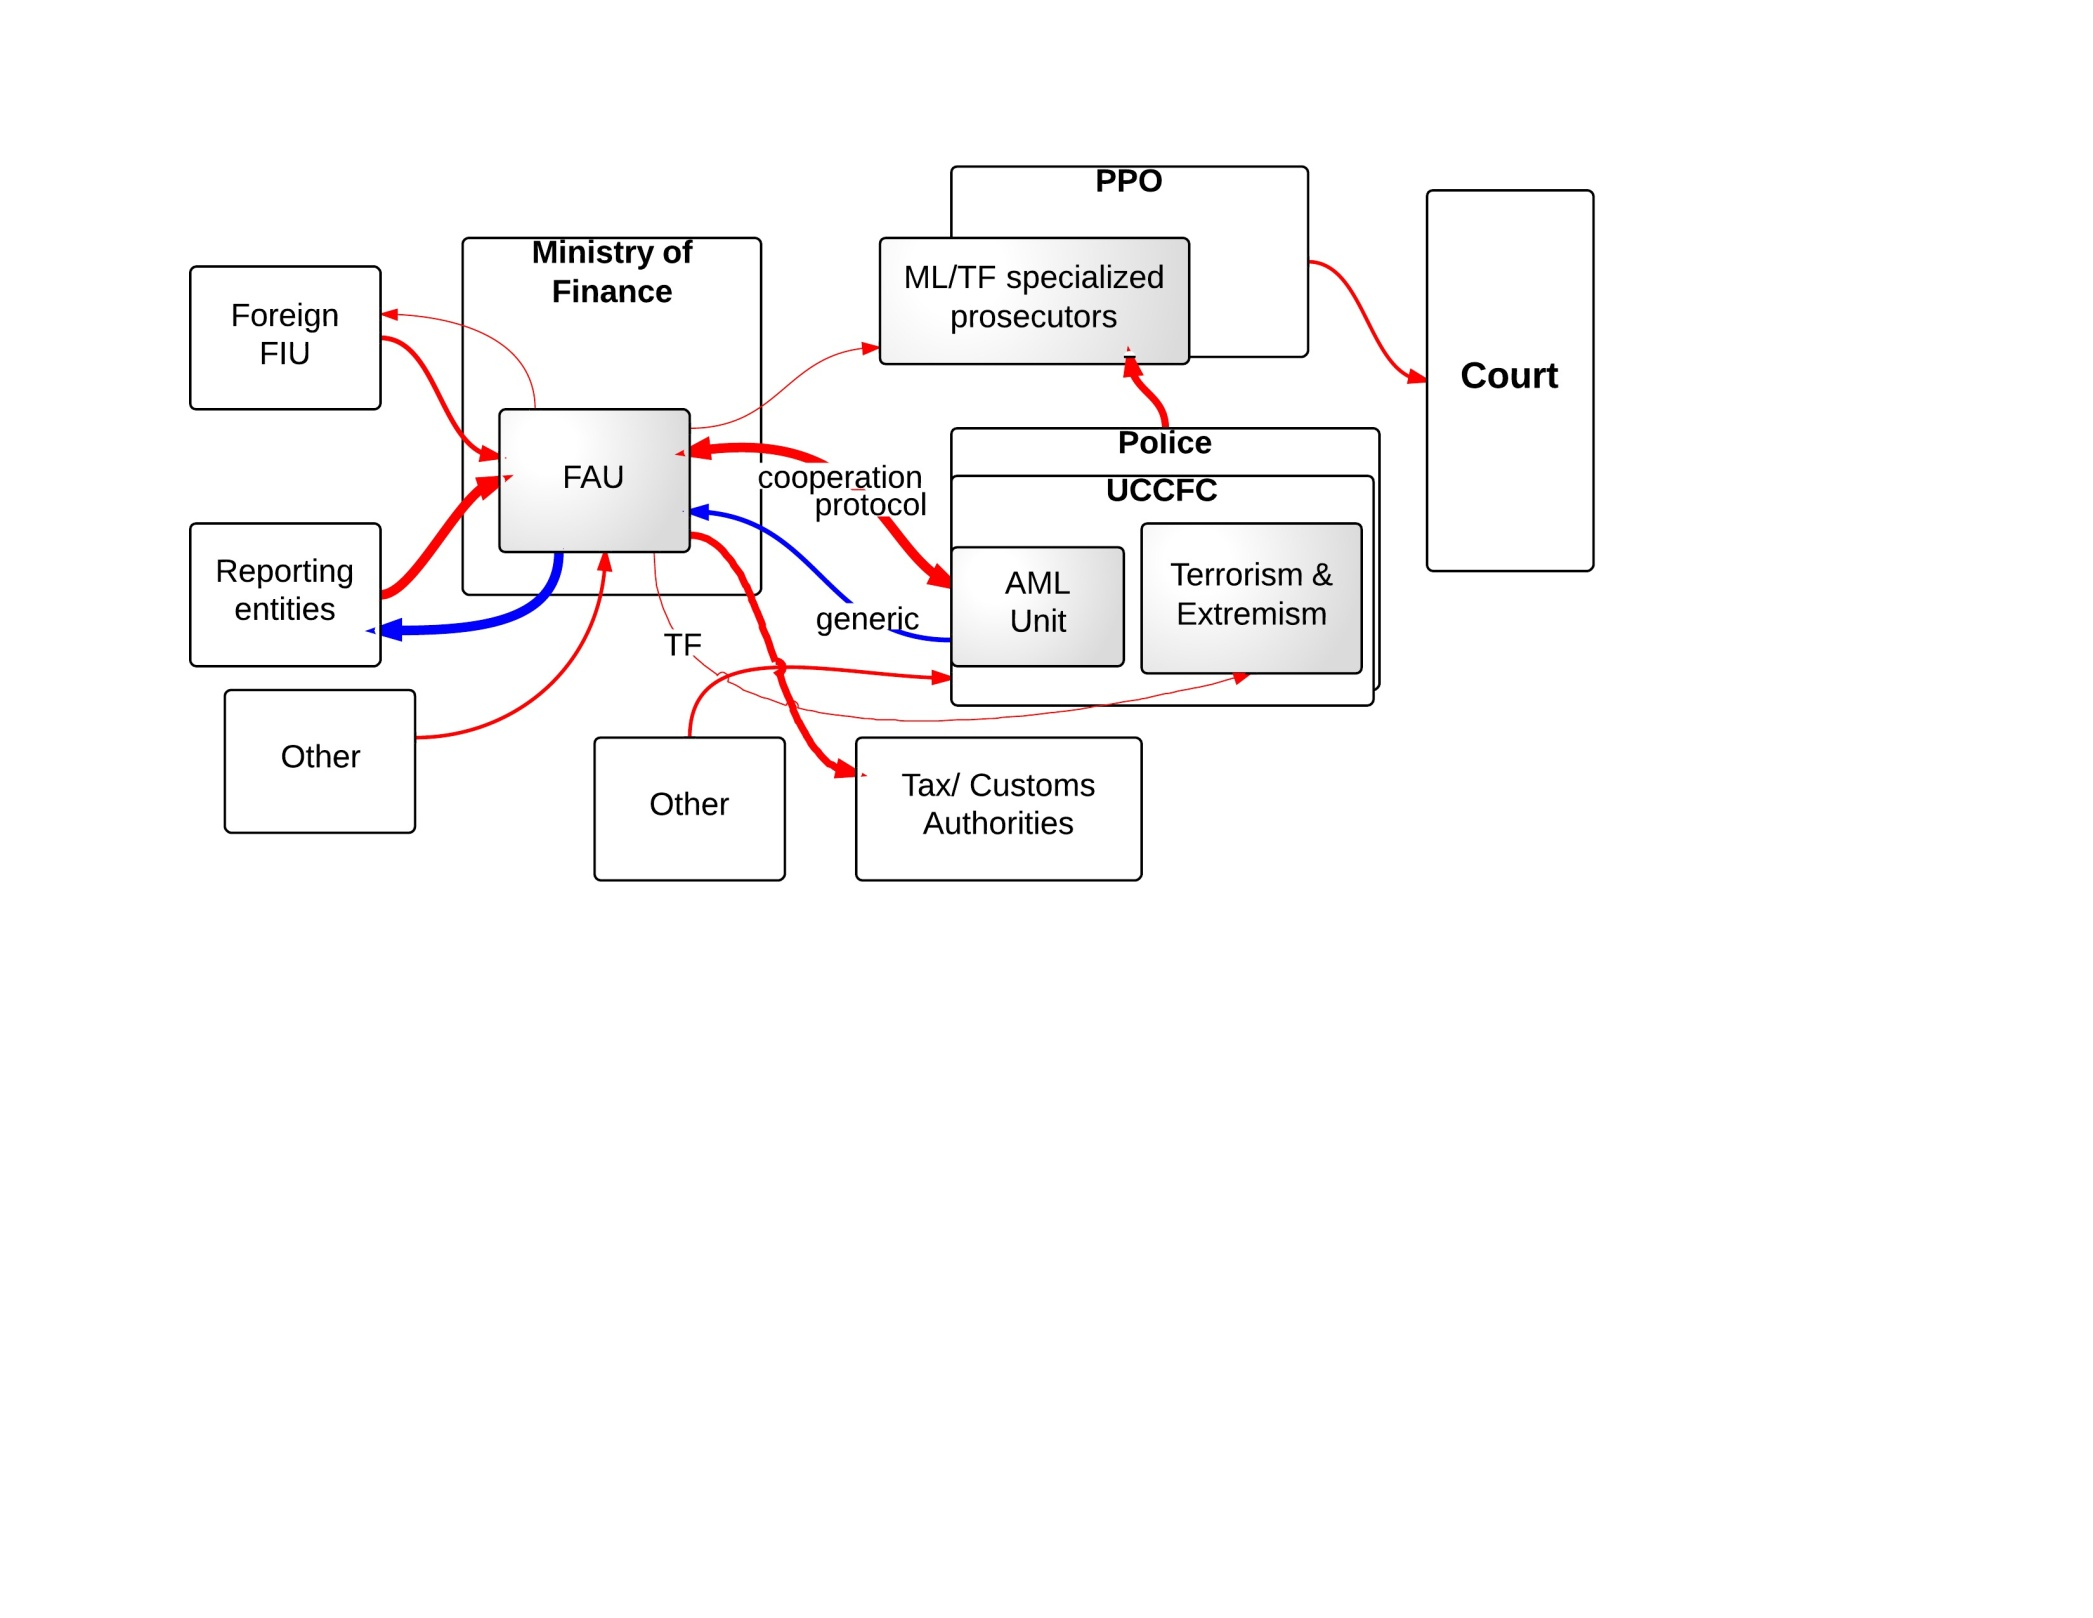 PPO
Ministry of
Finance
ML/TF specialized
prosecutors
Foreign
FIU
Court
Police
FAU
cooperation
protocol
UCCFC
Reporting
entities
AML
Unit
Terrorism &
Extremism
generic
TF
Other
Other
Tax/ Customs
Authorities